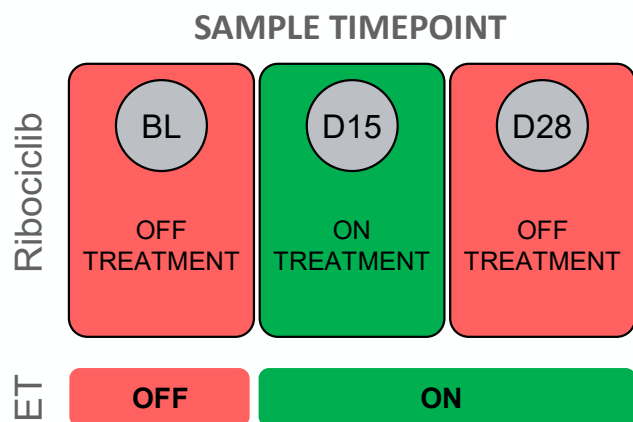 SAMPLE TIMEPOINT
Ribociclib
BL
D15
D28
OFF
TREATMENT
ON
TREATMENT
OFF
TREATMENT
ET
OFF
ON